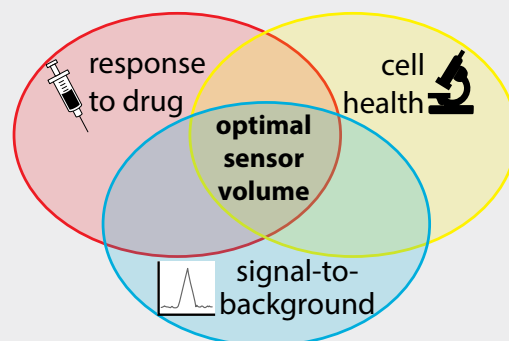 response
to drug
cell
health
optimal
sensor
volume
signal-to-
background